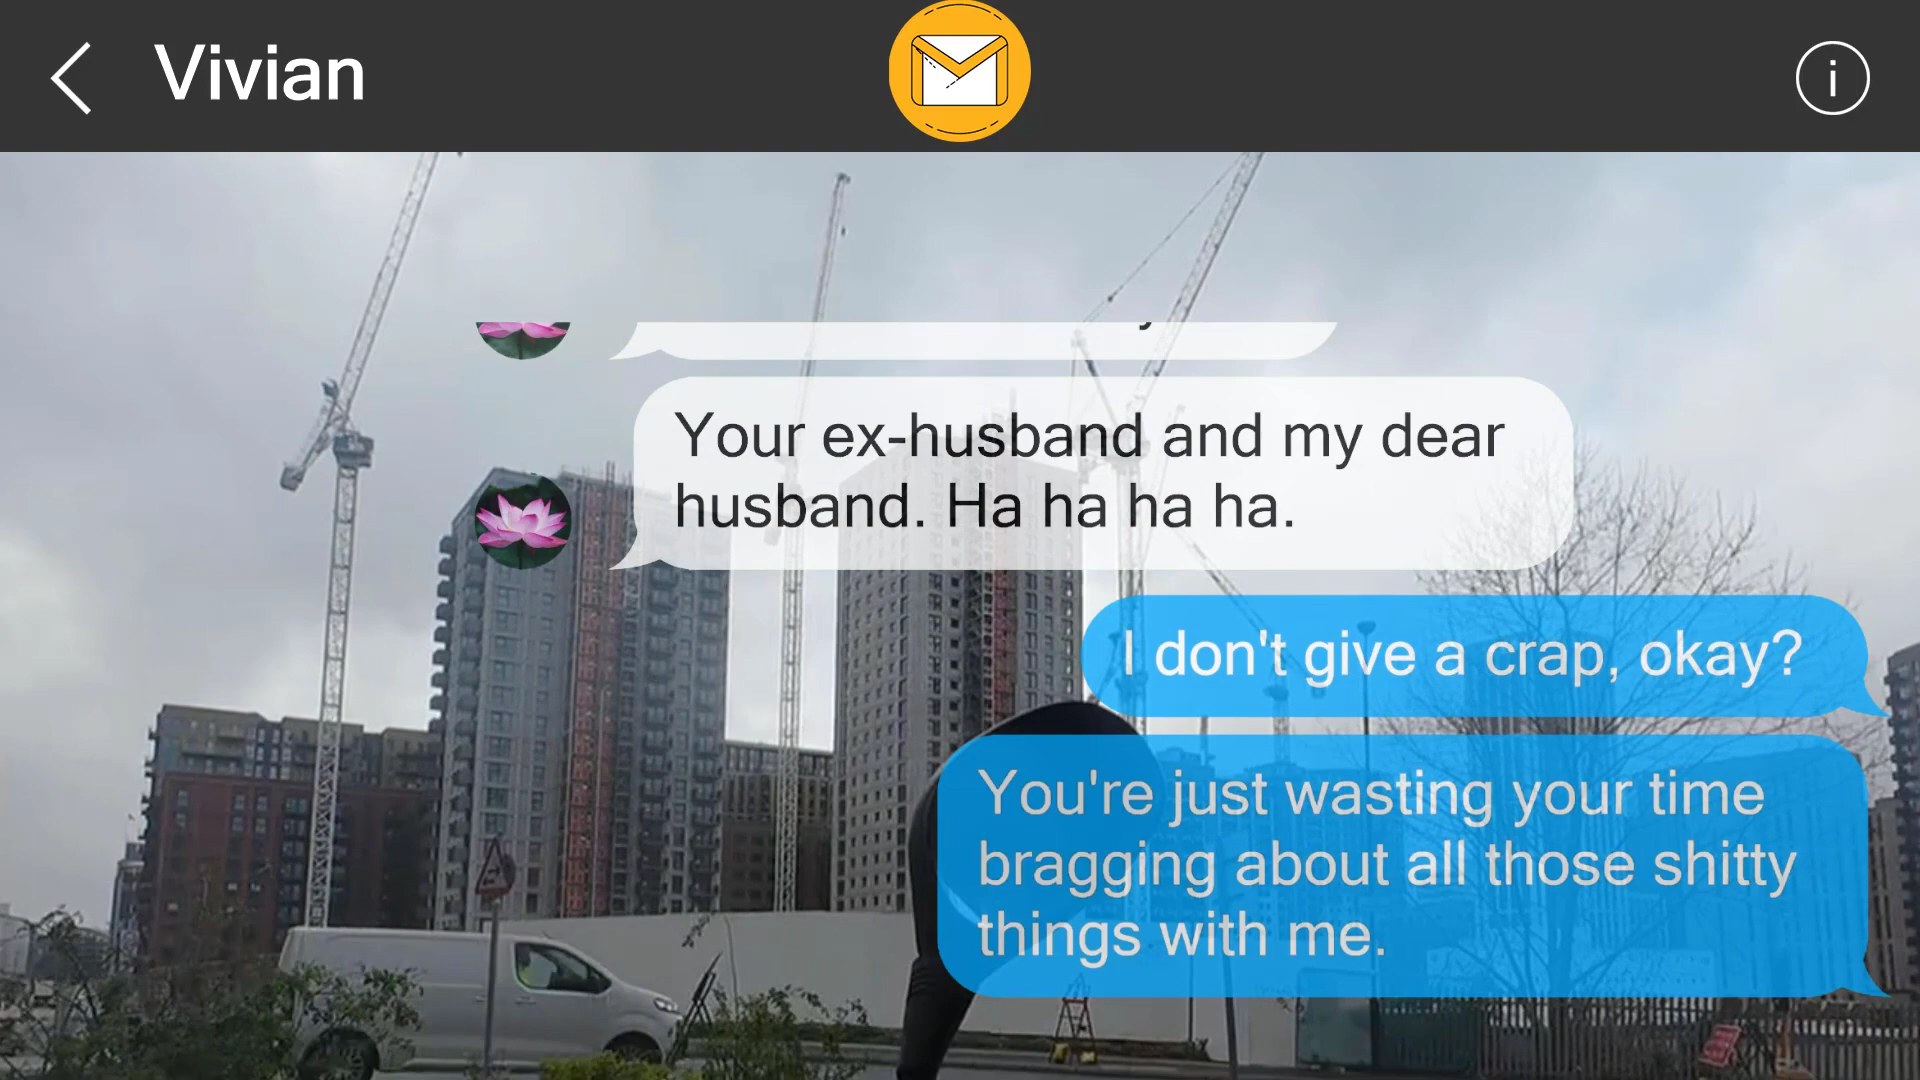 Vivian
Your ex-husband and my dear
husband. Ha ha ha ha.
I don't give a crap, okay?
You're just wasting your time
bragging about all those shitty
things with me.